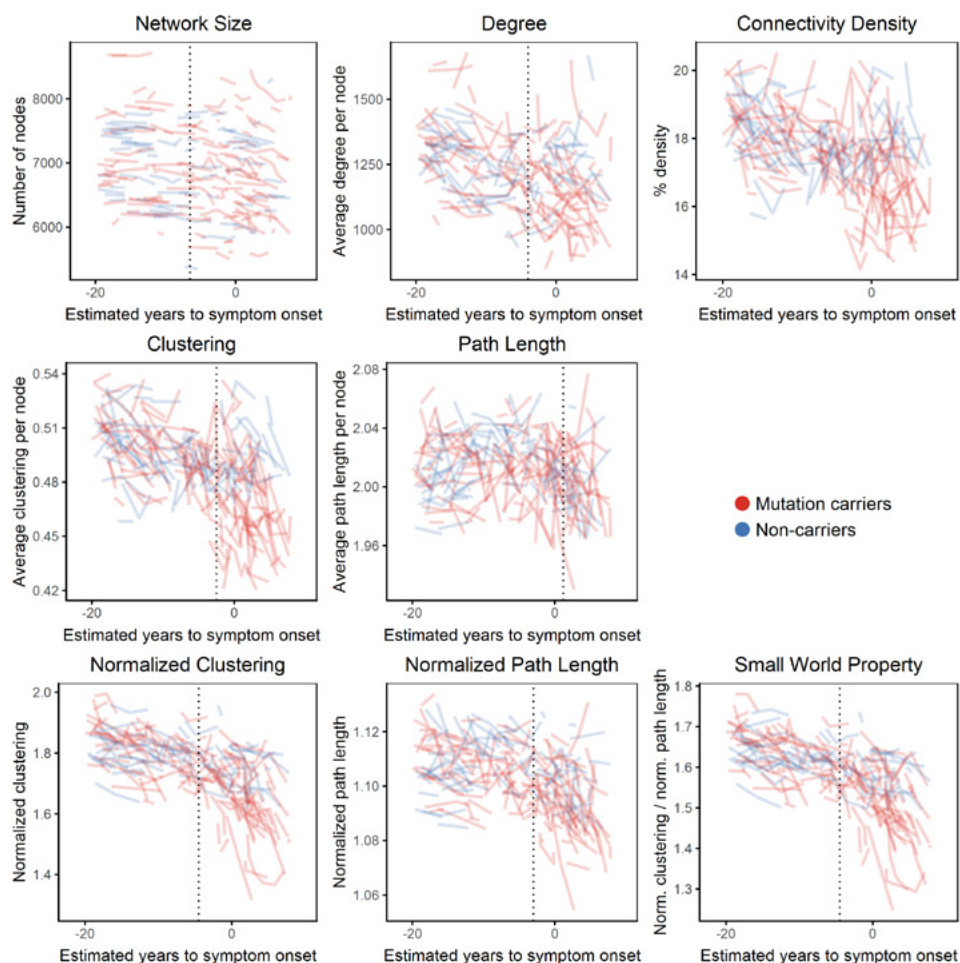 Network Size
Number of nodes
8000
7000
6000
-20
0
Estimated years to symptom onset
Degree
Average degree per node
1500
1250
1000
-20
0
Estimated years to symptom onset
Connectivity Density
% density
20
18
16
14
-20
0
Estimated years to symptom onset
Clustering
Average clustering per node
0.54
0.51
0.48
0.45
0.42
-20
0
Estimated years to symptom onset
Path Length
Average path length per node
2.08
2.04
2.00
1.96
-20
0
Estimated years to symptom onset
Mutation carriers
Non-carriers
Normalized Clustering
Normalized clustering
2.0
1.8
1.6
1.4
-20
0
Estimated years to symptom onset
Normalized Path Length
Normalized path length
1.12
1.10
1.08
1.06
-20
0
Estimated years to symptom onset
Small World Property
Norm. clustering / norm. path length
1.8
1.7
1.6
1.5
1.4
1.3
-20
0
Estimated years to symptom onset